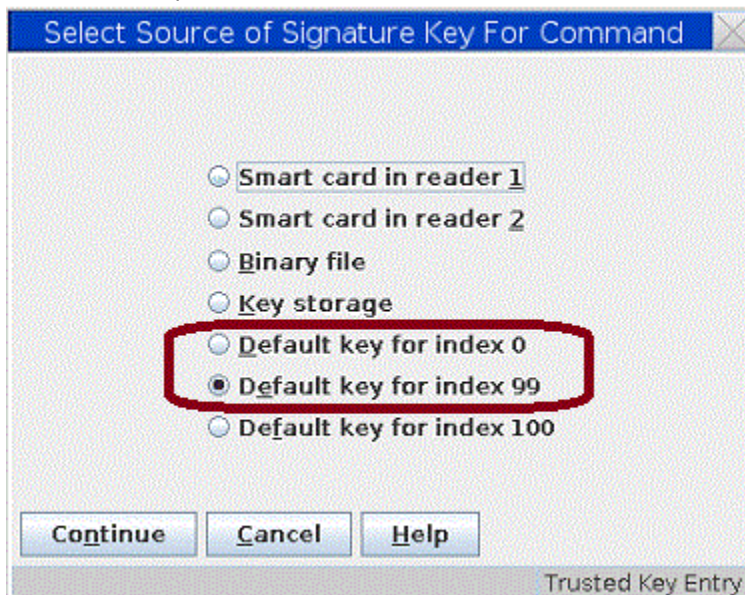 Select Source of Signature Key For Command
Smart card in reader 1
Smart card in reader 2
Binary file
Key storage
Default key for index 0
Default key for index 99
Default key for index 100
Continue Cancel Help
Trusted Key Entry